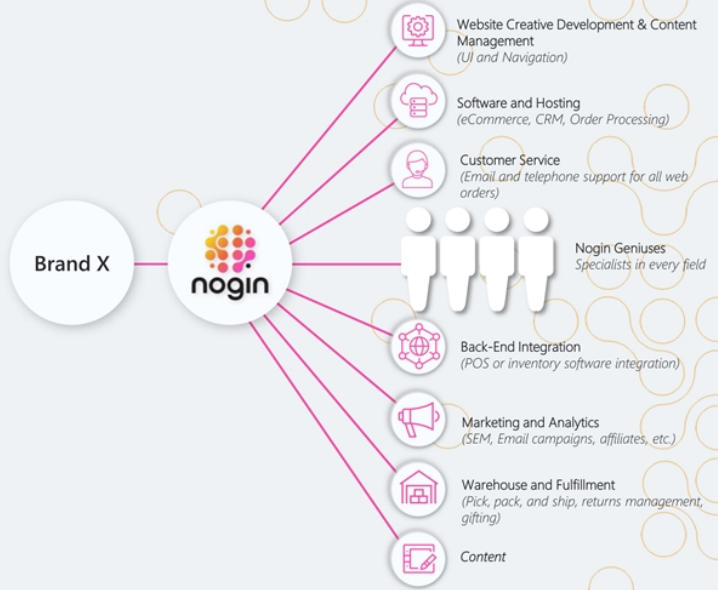 Website Creative Development & Content
Management
(UI and Navigation)
Software and Hosting
(eCommerce, CRM, Order Processing)
Customer Service
(Email and telephone support for all web
orders)
Brand X
nogin
Nogin Geniuses
Specialists in every field
Back-End Integration
(POS or inventory software integration)
Marketing and Analytics
(SEM, Email campaigns, affiliates, etc.)
Warehouse and Fulfillment
(Pick, pack, and ship, returns management,
gifting)
Content